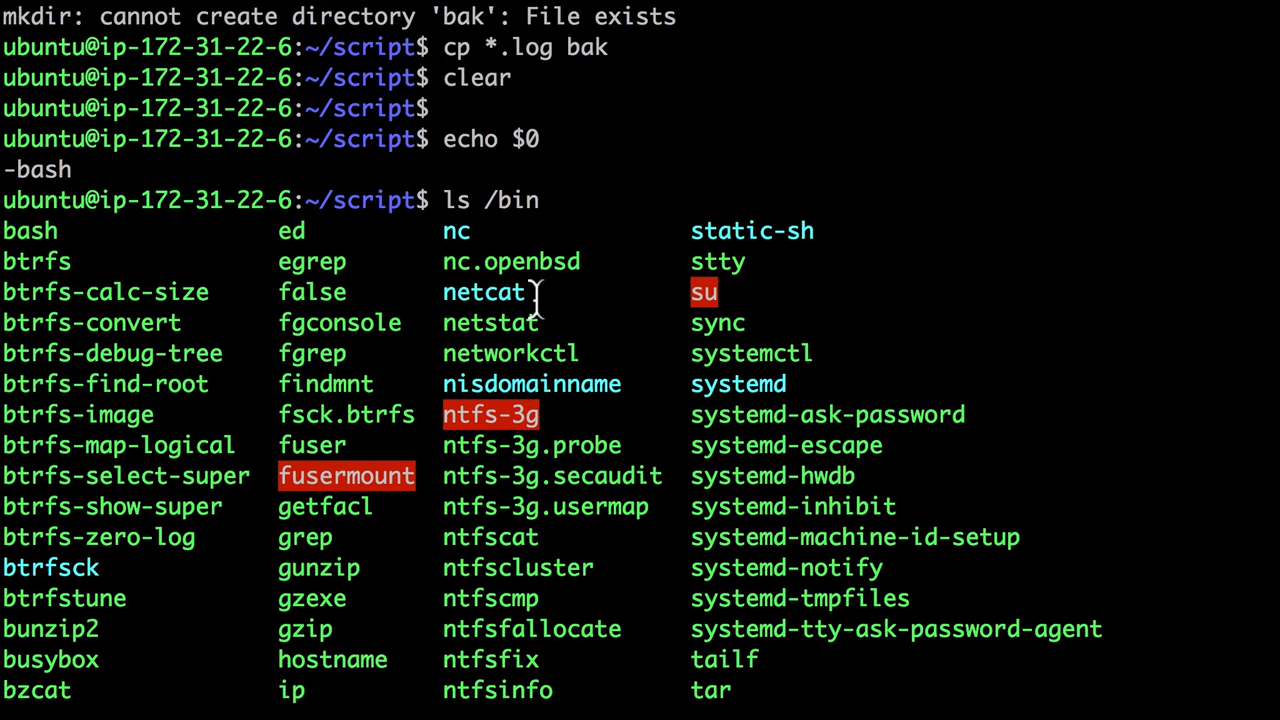 mkdir: cannot create directory 'bak': File exists
ubuntu@ip-172-31-22-6:~/script$ cp *.log bak
ubuntu@ip-172-31-22-6:~/script$ clear
ubuntu@ip-172-31-22-6:~/script$
ubuntu@ip-172-31-22-6:~/script$ echo $0
-bash
ubuntu@ip-172-31-22-6:~/script$ ls /bin
bash ed nc static-sh
btrfs egrep nc.openbsd stty
btrfs-calc-size false netcat su
btrfs-convert fgconsole netstat sync
btrfs-debug-tree fgrep networkctl systemctl
btrfs-find-root findmnt nisdomainname systemd
btrfs-image fsck.btrfs ntfs-3g systemd-ask-password
btrfs-map-logical fuser ntfs-3g.probe systemd-escape
btrfs-select-super fusermount ntfs-3g.secaudit systemd-hwdb
btrfs-show-super getfacl ntfs-3g.usermap systemd-inhibit
btrfs-zero-log grep ntfscat systemd-machine-id-setup
btrfsck gunzip ntfscluster systemd-notify
btrfstune gzexe ntfscmp systemd-tmpfiles
bunzip2 gzip ntfsfallocate systemd-tty-ask-password-agent
busybox hostname ntfsfix tailf
bzcat ip ntfsinfo tar